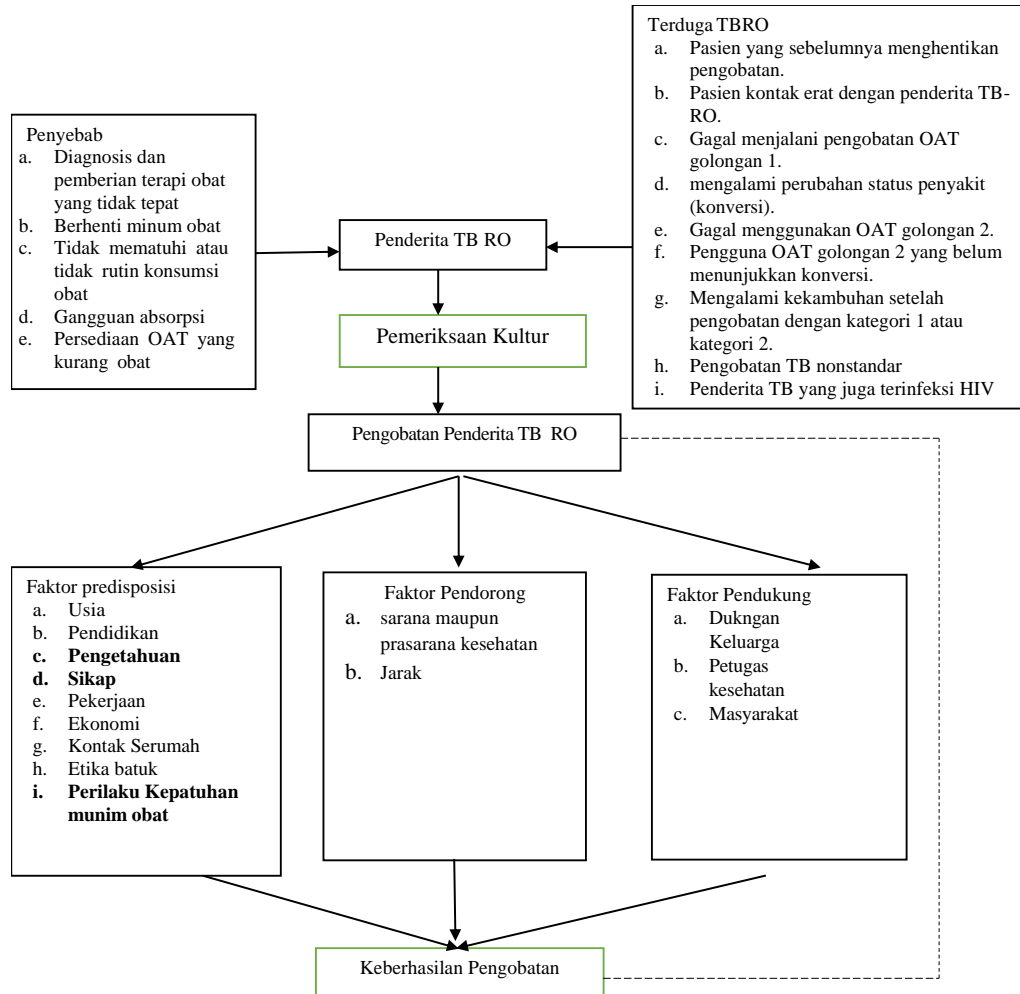 Penyebab
a. Diagnosis dan
pemberian terapi obat
yang tidak tepat
b. Berhenti minum obat
c. Tidak mematuhi atau
tidak rutin konsumsi
obat
d. Gangguan absorpsi
e. Persediaan OAT yang
kurang obat
Penderita TB RO
Terduga TBRO
a. Pasien yang sebelumnya menghentikan
pengobatan.
b. Pasien kontak erat dengan penderita TB-
RO.
c. Gagal menjalani pengobatan OAT
golongan 1.
d. mengalami perubahan status penyakit
(konversi).
e. Gagal menggunakan OAT golongan 2.
f. Pengguna OAT golongan 2 yang belum
menunjukkan konversi.
g. Mengalami kekambuhan setelah
pengobatan dengan kategori 1 atau
kategori 2.
h. Pengobatan TB nonstandar
i. Penderita TB yang juga terinfeksi HIV
Pemeriksaan Kultur
Pengobatan Penderita TB RO
Faktor predisposisi
a. Usia
b. Pendidikan
c. Pengetahuan
d. Sikap
e. Pekerjaan
f. Ekonomi
g. Kontak Serumah
h. Etika batuk
i. Perilaku Kepatuhan
munim obat
Faktor Pendorong
a. sarana maupun
prasarana kesehatan
b. Jarak
Faktor Pendukung
a. Dukngan
Keluarga
b. Petugas
kesehatan
c. Masyarakat
Keberhasilan Pengobatan